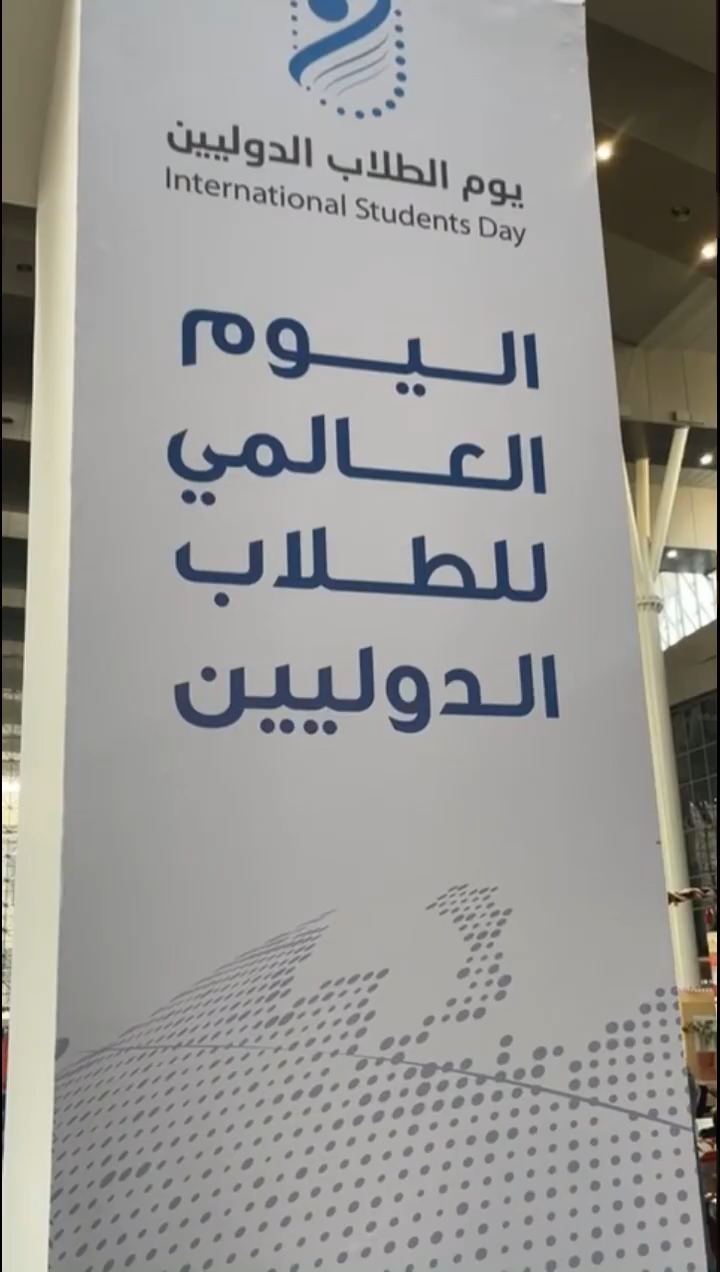 يوم الطلاب الدوليين
International Students Day
اليوم
العالمي
للطلاب
الدوليين